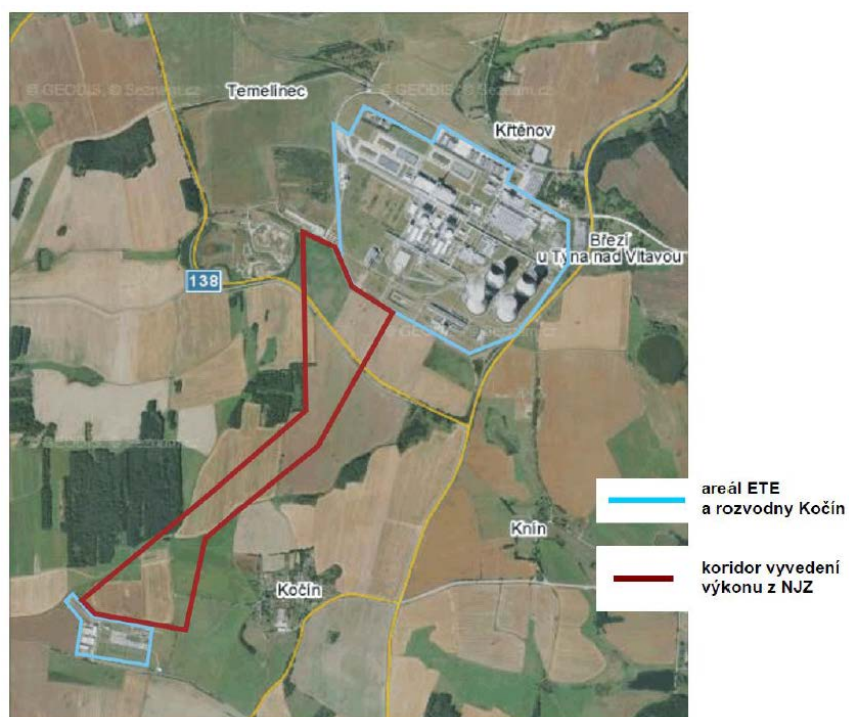 © GEODIS, © Seznam.cz
Temelinec
Křtěnov
Březí
u Týna nad Vltavou
138
© GEODIS, © Seznam.cz
Knín
Kočín
areál ETE
a rozvodny Kočín
koridor vyvedení
výkonu z NJZ